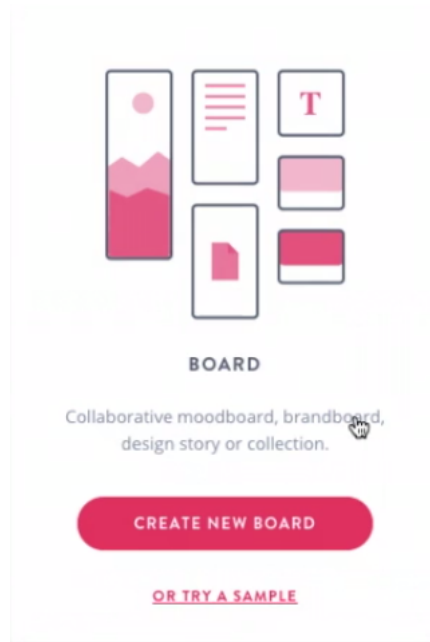 T
BOARD
Collaborative moodboard, brandboard,
design story or collection.
CREATE NEW BOARD
OR TRY A SAMPLE